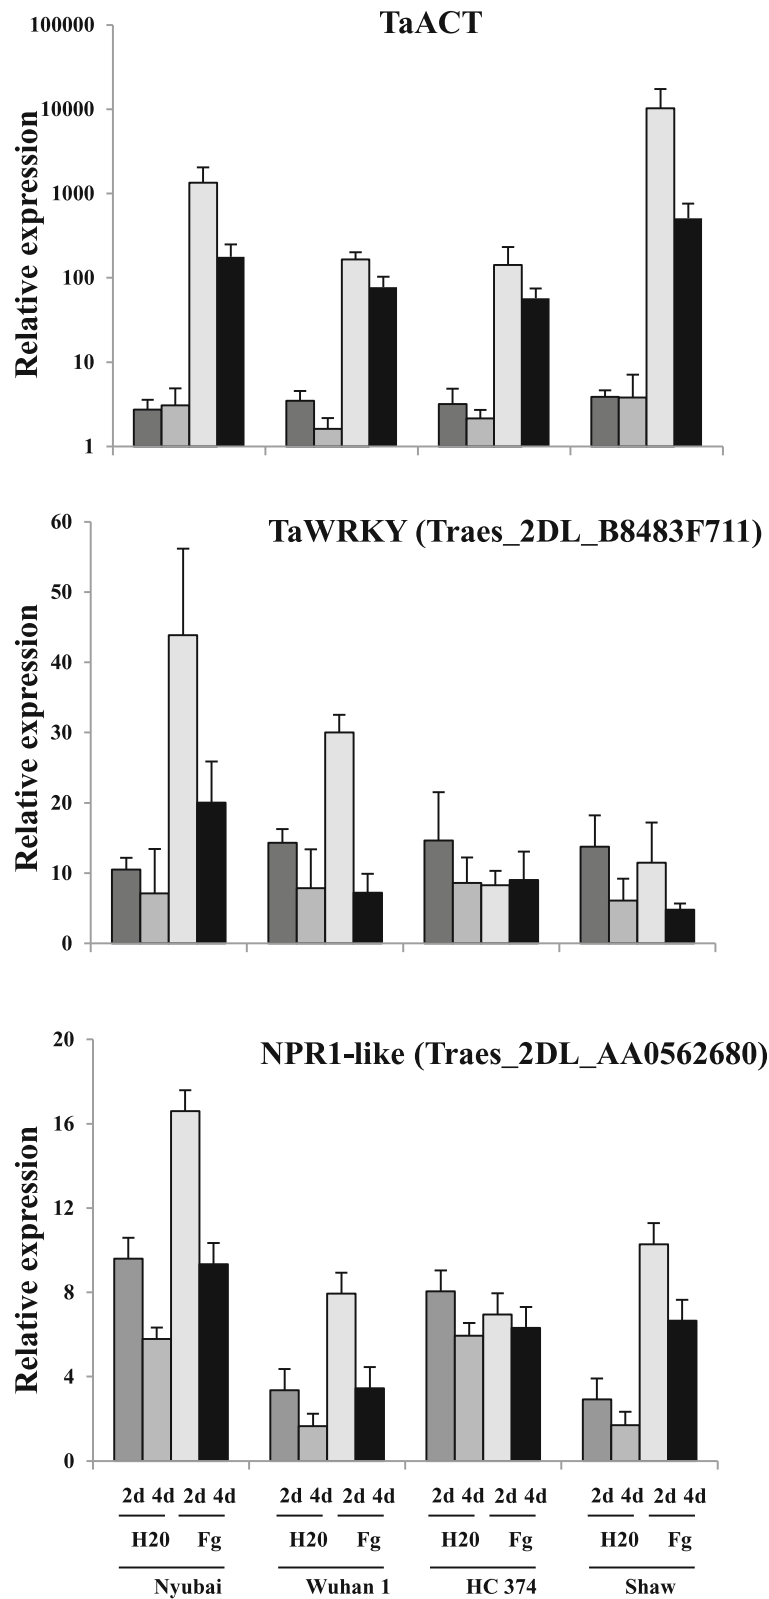 TaACT
Relative expression
100000
10000
1000
100
10
1
TaWRKY (Traes_2DL_B8483F711)
Relative expression
60
50
40
30
20
10
0
NPR1-like (Traes_2DL_AA0562680)
Relative expression
20
16
12
8
4
0
2d 4d 2d 4d 2d 4d 2d 4d 2d 4d 2d 4d 2d 4d 2d 4d
H20 Fg H20 Fg H20 Fg H20 Fg
Nyubai Wuhan 1 HC 374 Shaw